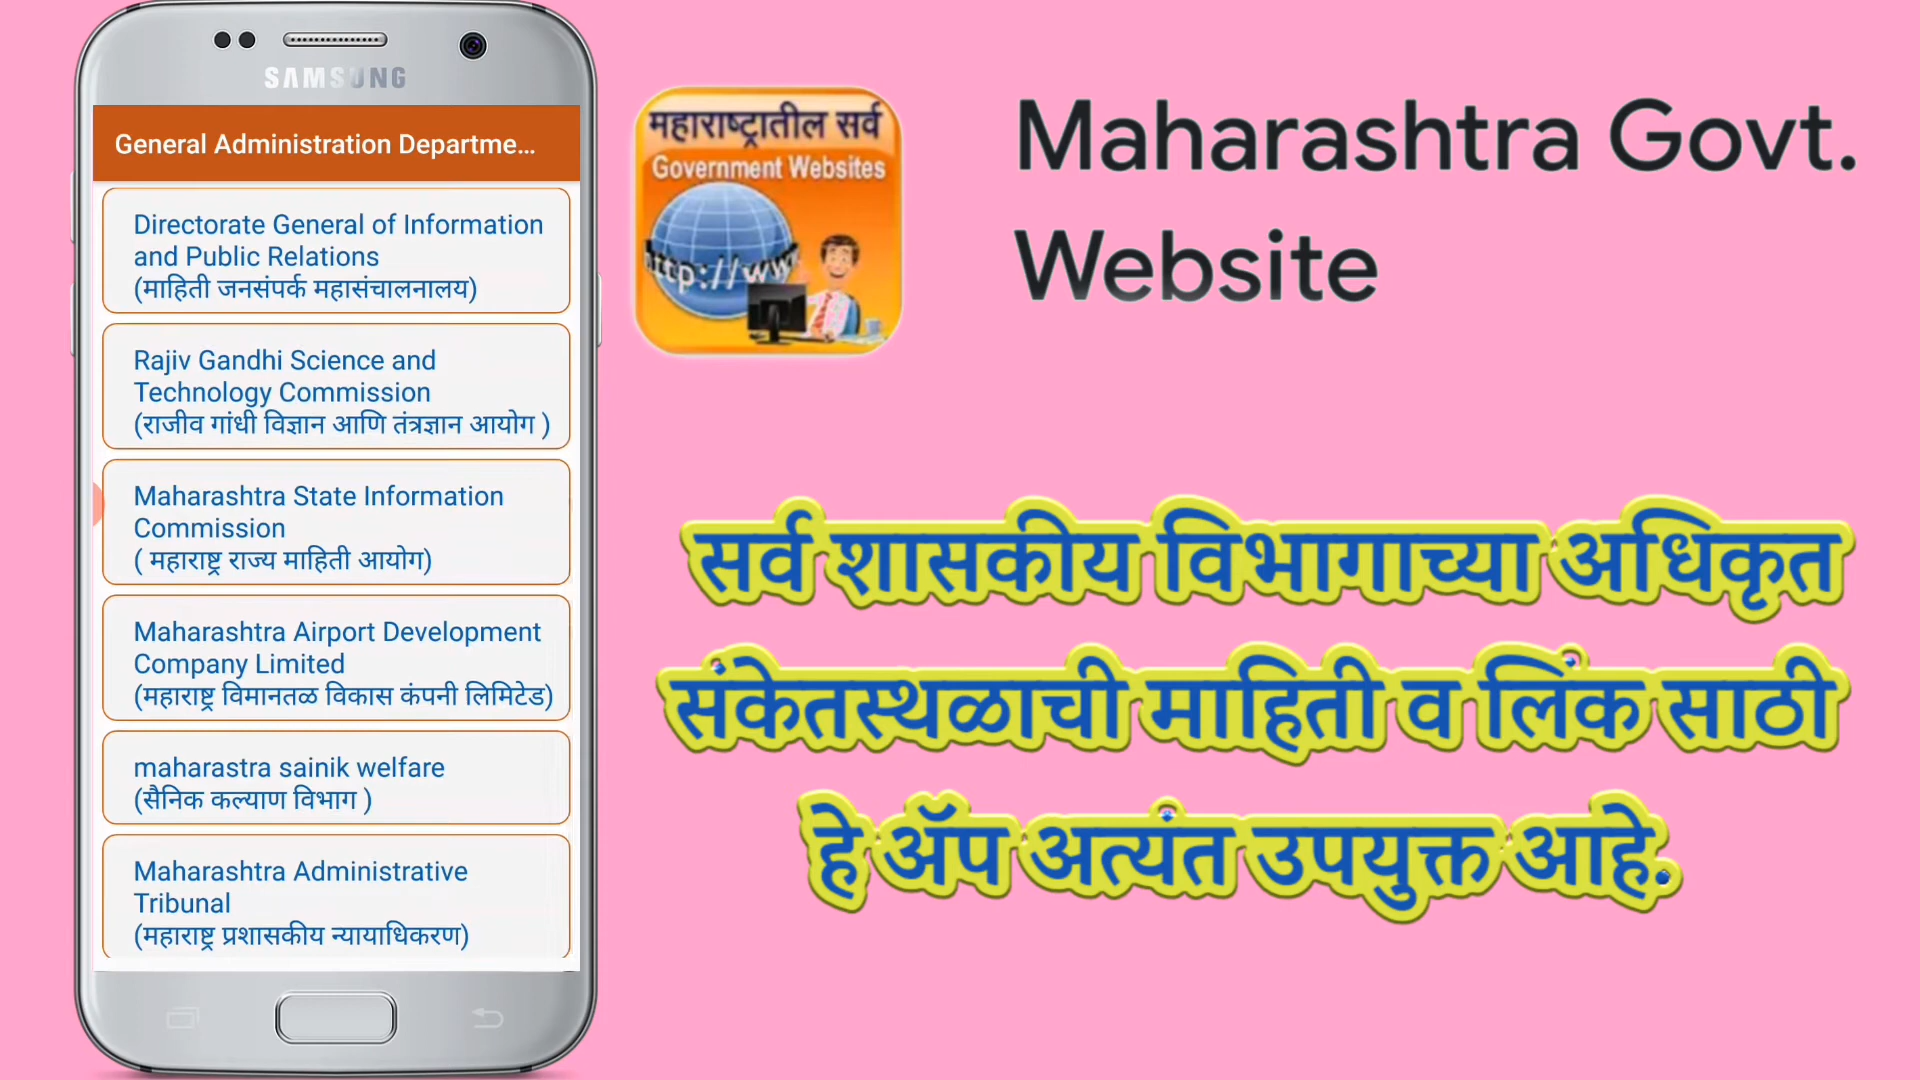 SAMSUNG
General Administration Departme...
Directorate General of Information
and Public Relations
(माहिती जनसंपर्क महासंचालनालय)
Rajiv Gandhi Science and
Technology Commission
(राजीव गांधी विज्ञान आणि तंत्रज्ञान आयोग )
Maharashtra State Information
Commission
( महाराष्ट्र राज्य माहिती आयोग)
Maharashtra Airport Development
Company Limited
(महाराष्ट्र विमानतळ विकास कंपनी लिमिटेड)
maharastra sainik welfare
(सैनिक कल्याण विभाग )
Maharashtra Administrative
Tribunal
(महाराष्ट्र प्रशासकीय न्यायाधिकरण)
महाराष्ट्रातील सर्व
Government Websites
http://www
Maharashtra Govt.
Website
सर्व शासकीय विभागाच्या अधिकृत
संकेतस्थळाची माहिती व लिंक साठी
हे ॲप अत्यंत उपयुक्त आहे.